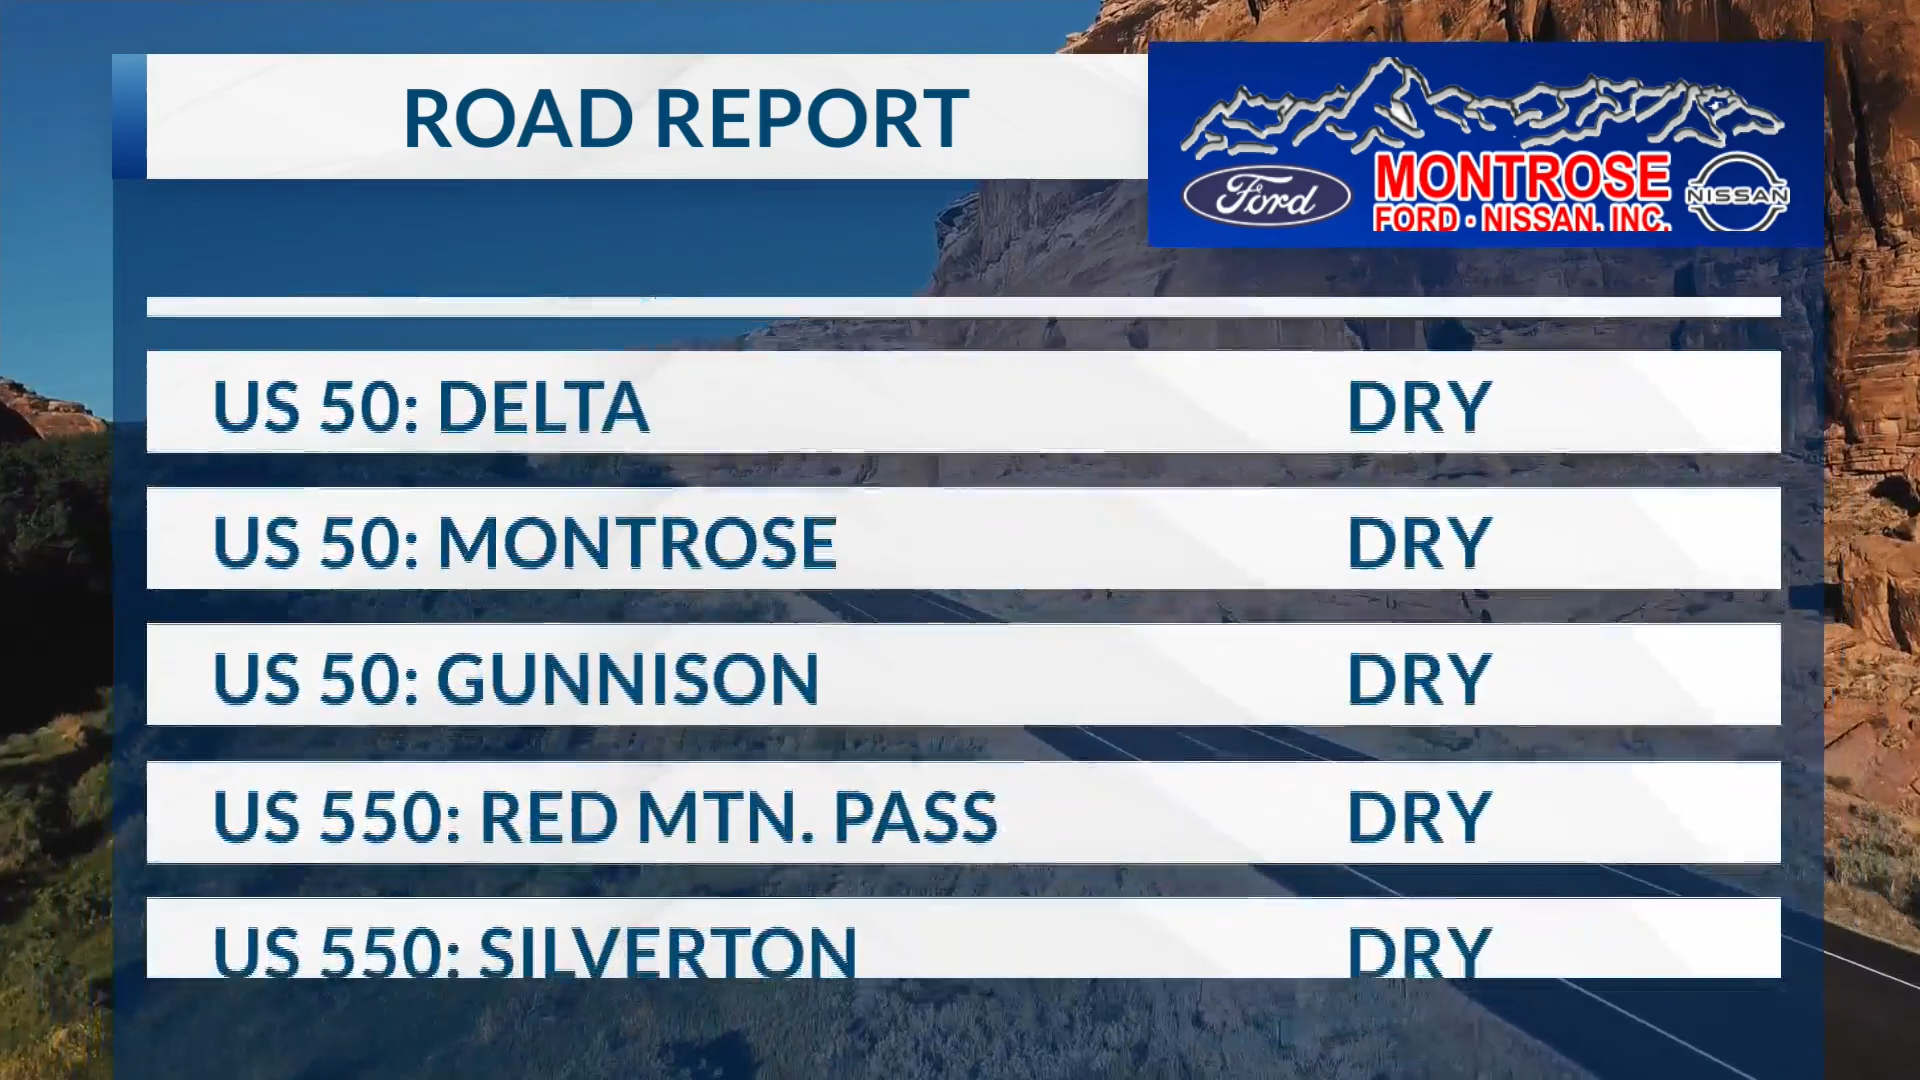 ROAD REPORT
Ford
MONTROSE
FORD · NISSAN, INC.
NISSAN
US 50: DELTA DRY
US 50: MONTROSE DRY
US 50: GUNNISON DRY
US 550: RED MTN. PASS DRY
US 550: SILVERTON DRY